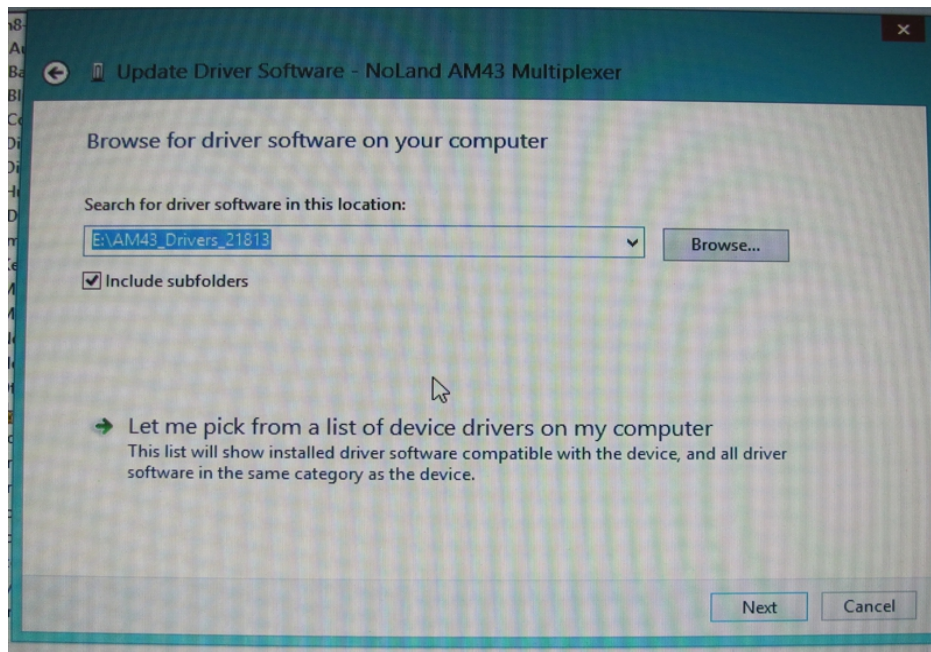 Update Driver Software - NoLand AM43 Multiplexer
Browse for driver software on your computer
Search for driver software in this location:
E:\AM43_Drivers_21813
Browse...
Include subfolders
Let me pick from a list of device drivers on my computer
This list will show installed driver software compatible with the device, and all driver
software in the same category as the device.
Next
Cancel